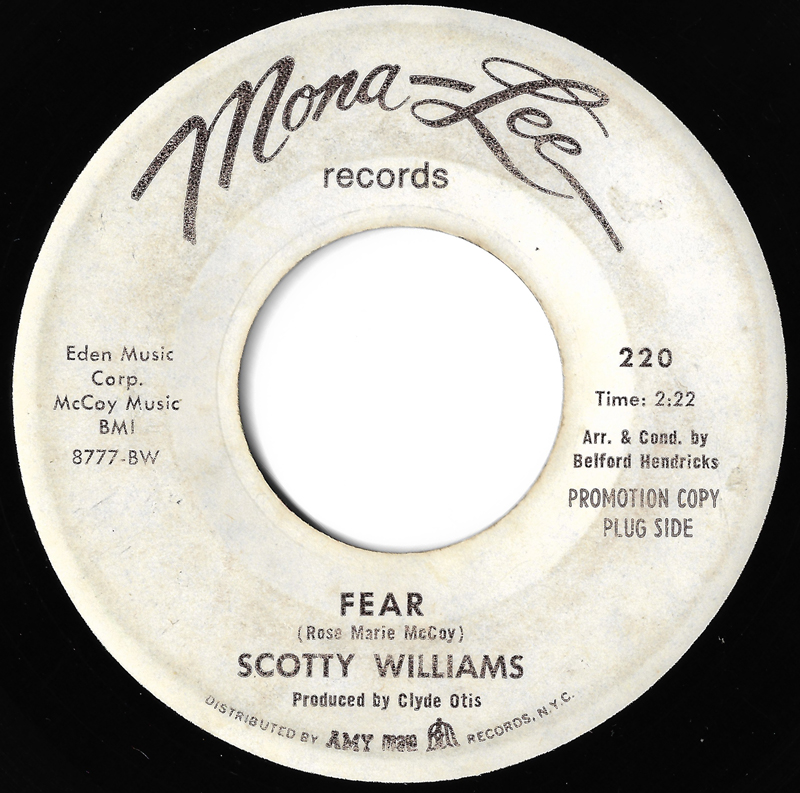 Mona-Lee
records
Eden Music
Corp.
McCoy Music
BMI
8777-BW
220
Time: 2:22
Arr. & Cond. by
Belford Hendricks
PROMOTION COPY
PLUG SIDE
FEAR
(Rose Marie McCoy)
SCOTTY WILLIAMS
Produced by Clyde Otis
DISTRIBUTED BY AMY mala RECORDS, N.Y.C.